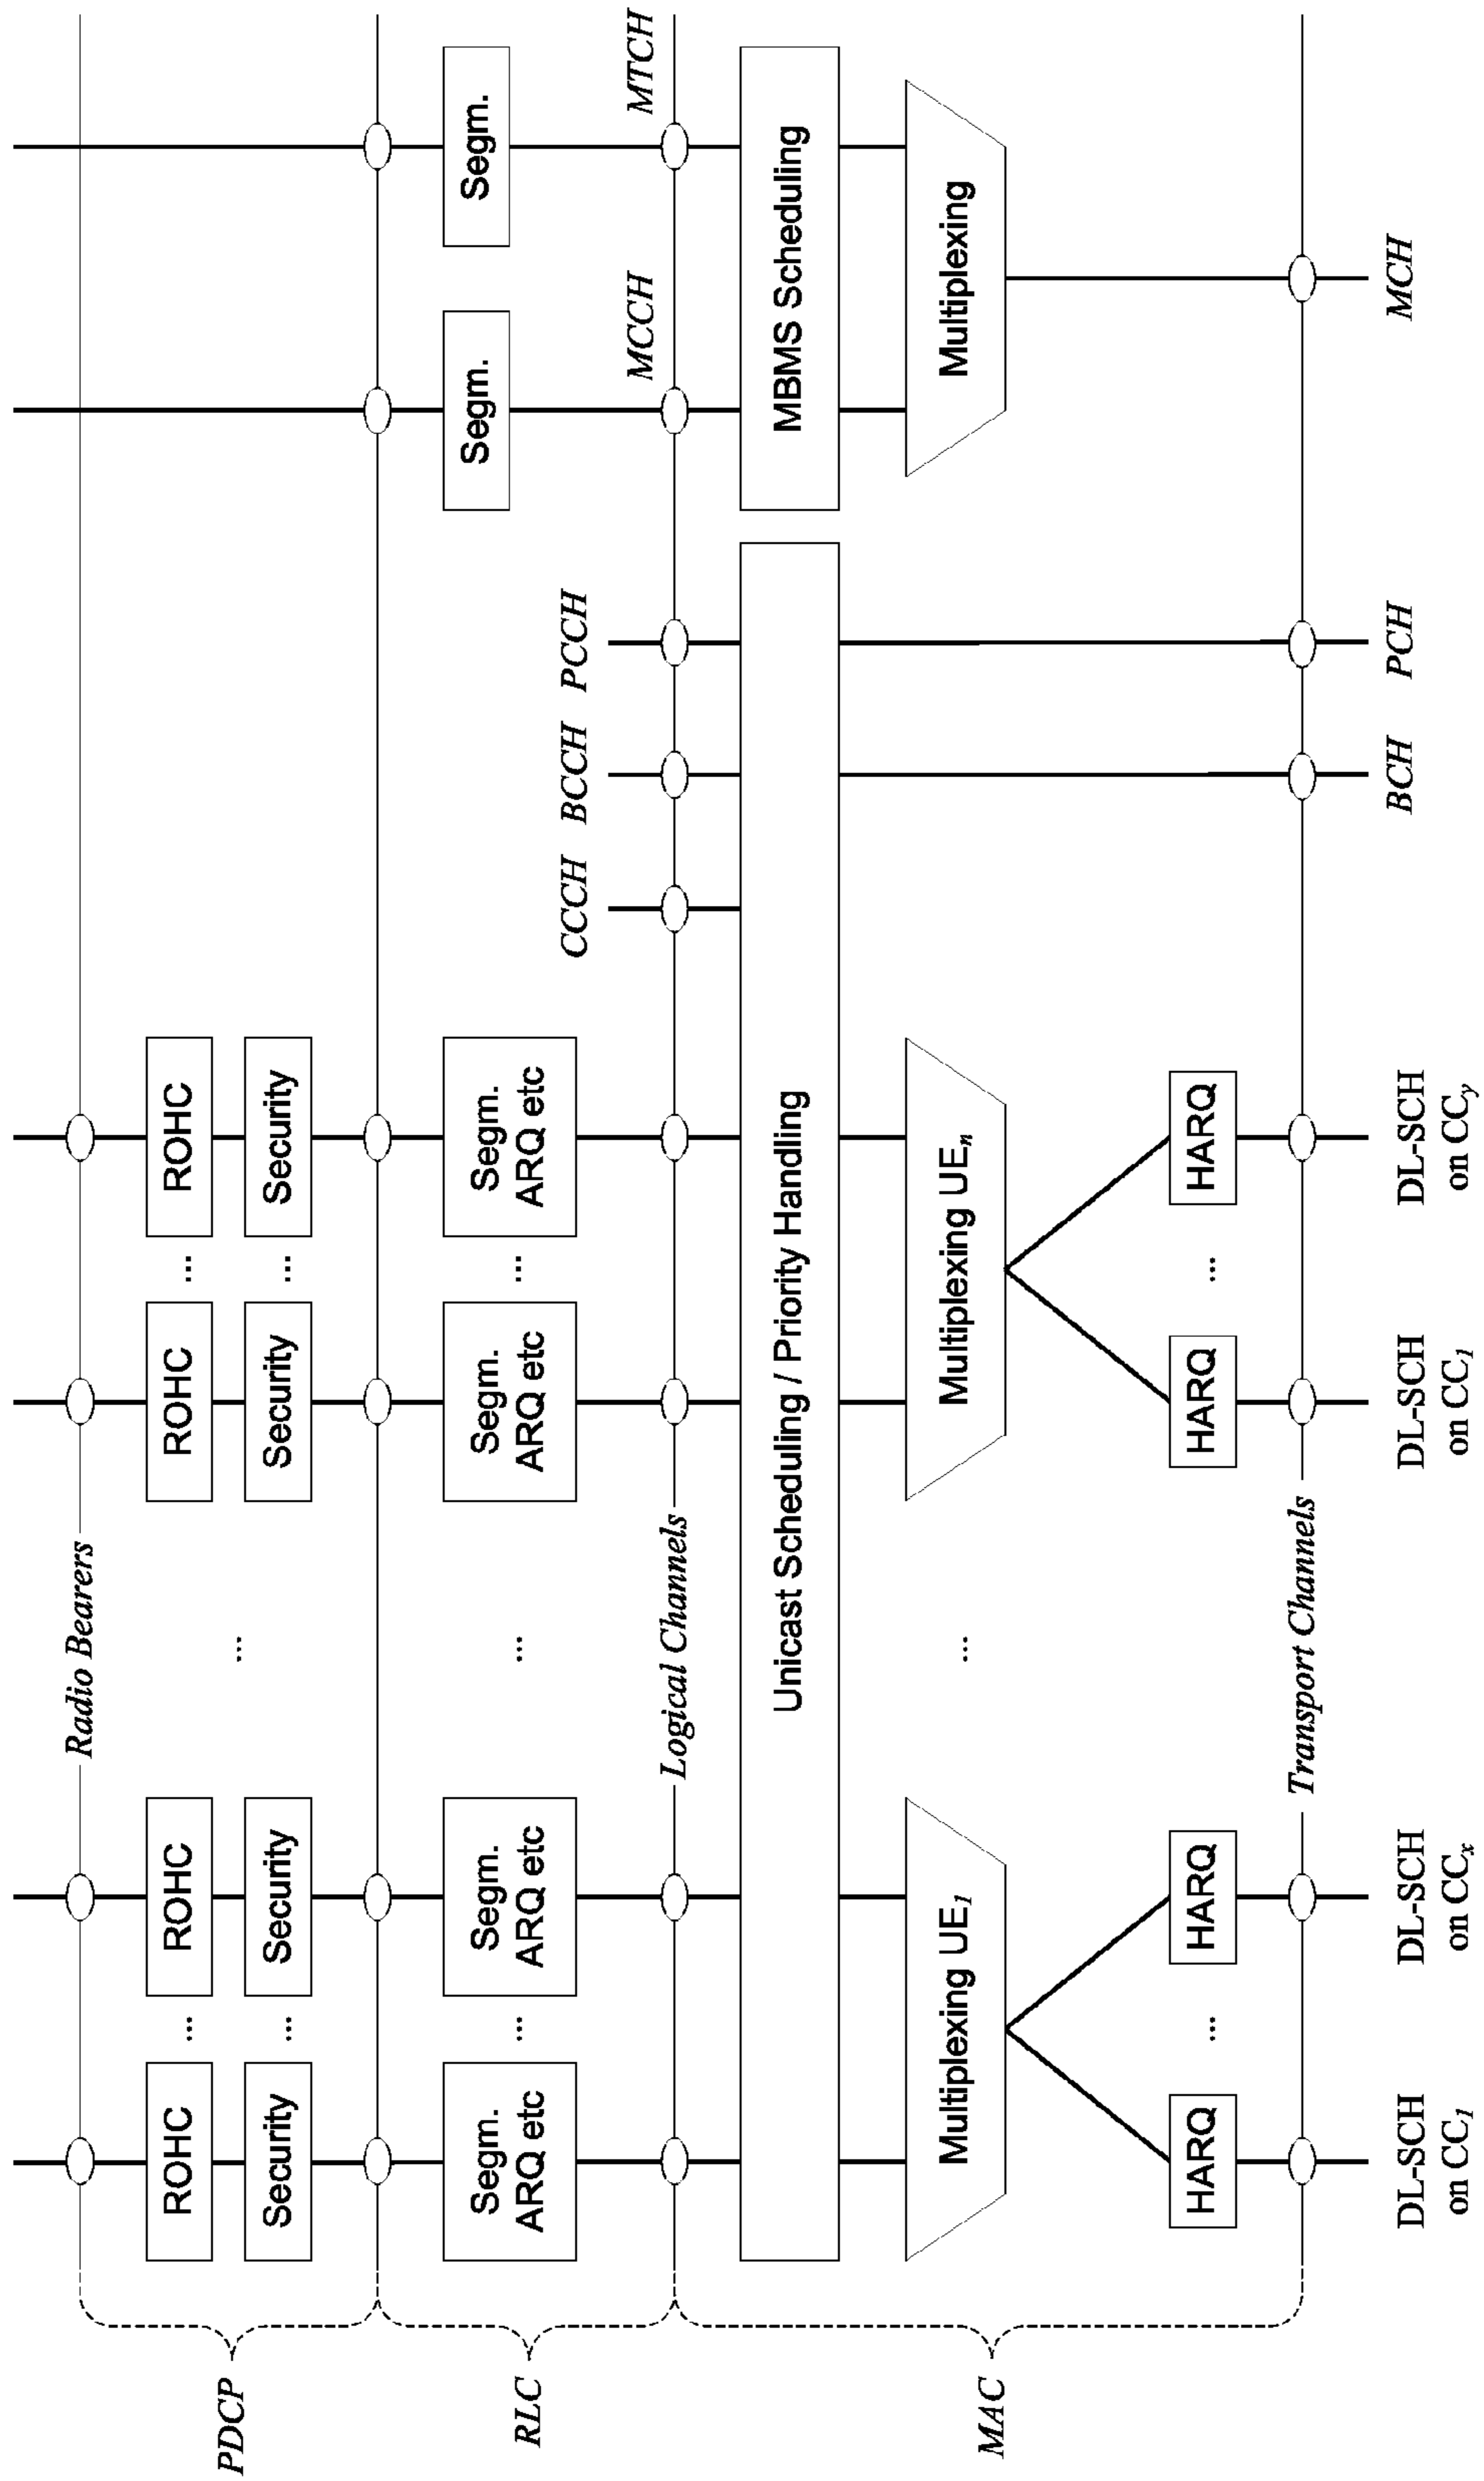 Radio Bearers
PDCP
ROHC
...
ROHC
ROHC
...
ROHC
...
Security
...
Security
Security
...
Security
RLC
Segm.
ARQ etc
...
Segm.
ARQ etc
...
Segm.
ARQ etc
...
Segm.
ARQ etc
Segm.
Segm.
CCCH
BCCH
PCCH
MCCH
MTCH
Logical Channels
MAC
Unicast Scheduling / Priority Handling
MBMS Scheduling
Multiplexing UE1
...
Multiplexing UEn
Multiplexing
HARQ
...
HARQ
HARQ
...
HARQ
Transport Channels
DL-SCH
on CC1
DL-SCH
on CCx
DL-SCH
on CC1
DL-SCH
on CCy
BCH
PCH
MCH